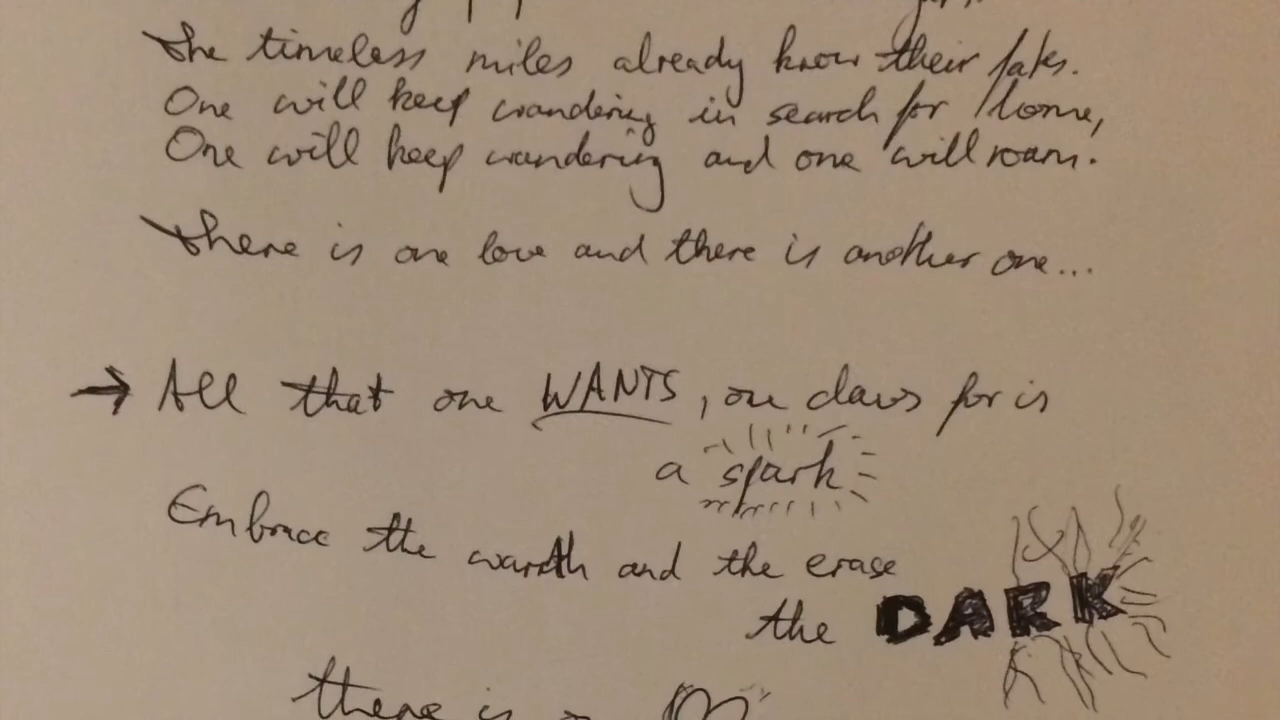 The timeless miles already know their fates.
One will keep wandering in search for home,
One will keep wandering and one will roam.
There is one love and there is another one...
→ All that one WANTS, one claws for is
a spark
Embrace the warmth and the erase
the DARK
there is a